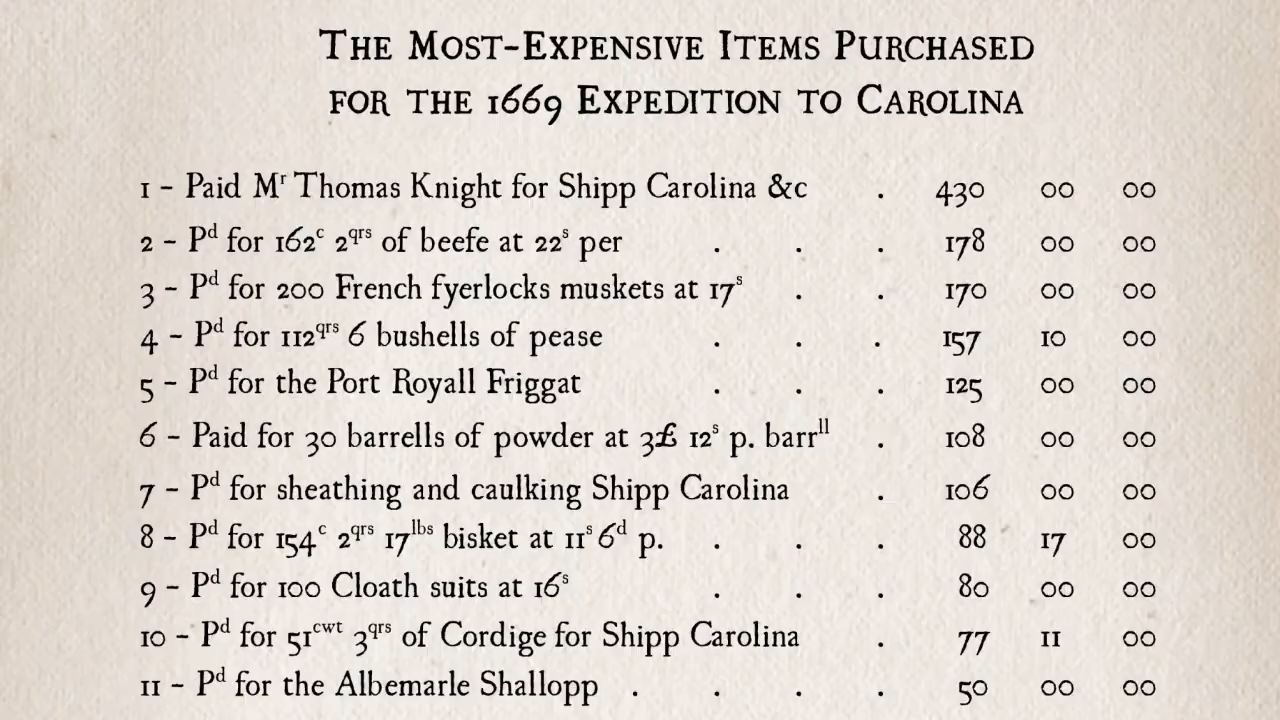 The Most-Expensive Items Purchased
for the 1669 Expedition to Carolina
1 - Paid Mr Thomas Knight for Shipp Carolina &c . 430 00 00
2 - Pd for 162c 2qrs of beefe at 22s per . . . 178 00 00
3 - Pd for 200 French fyerlocks muskets at 17s . . 170 00 00
4 - Pd for 112qrs 6 bushells of pease . . . 157 10 00
5 - Pd for the Port Royall Friggat . . . 125 00 00
6 - Paid for 30 barrells of powder at 3£ 12s p. barrll . 108 00 00
7 - Pd for sheathing and caulking Shipp Carolina . 106 00 00
8 - Pd for 154c 2qrs 17lbs bisket at 11s 6d p. . . . 88 17 00
9 - Pd for 100 Cloath suits at 16s . . . 80 00 00
10 - Pd for 51cwt 3qrs of Cordige for Shipp Carolina . 77 11 00
11 - Pd for the Albemarle Shallopp . . . . 50 00 00